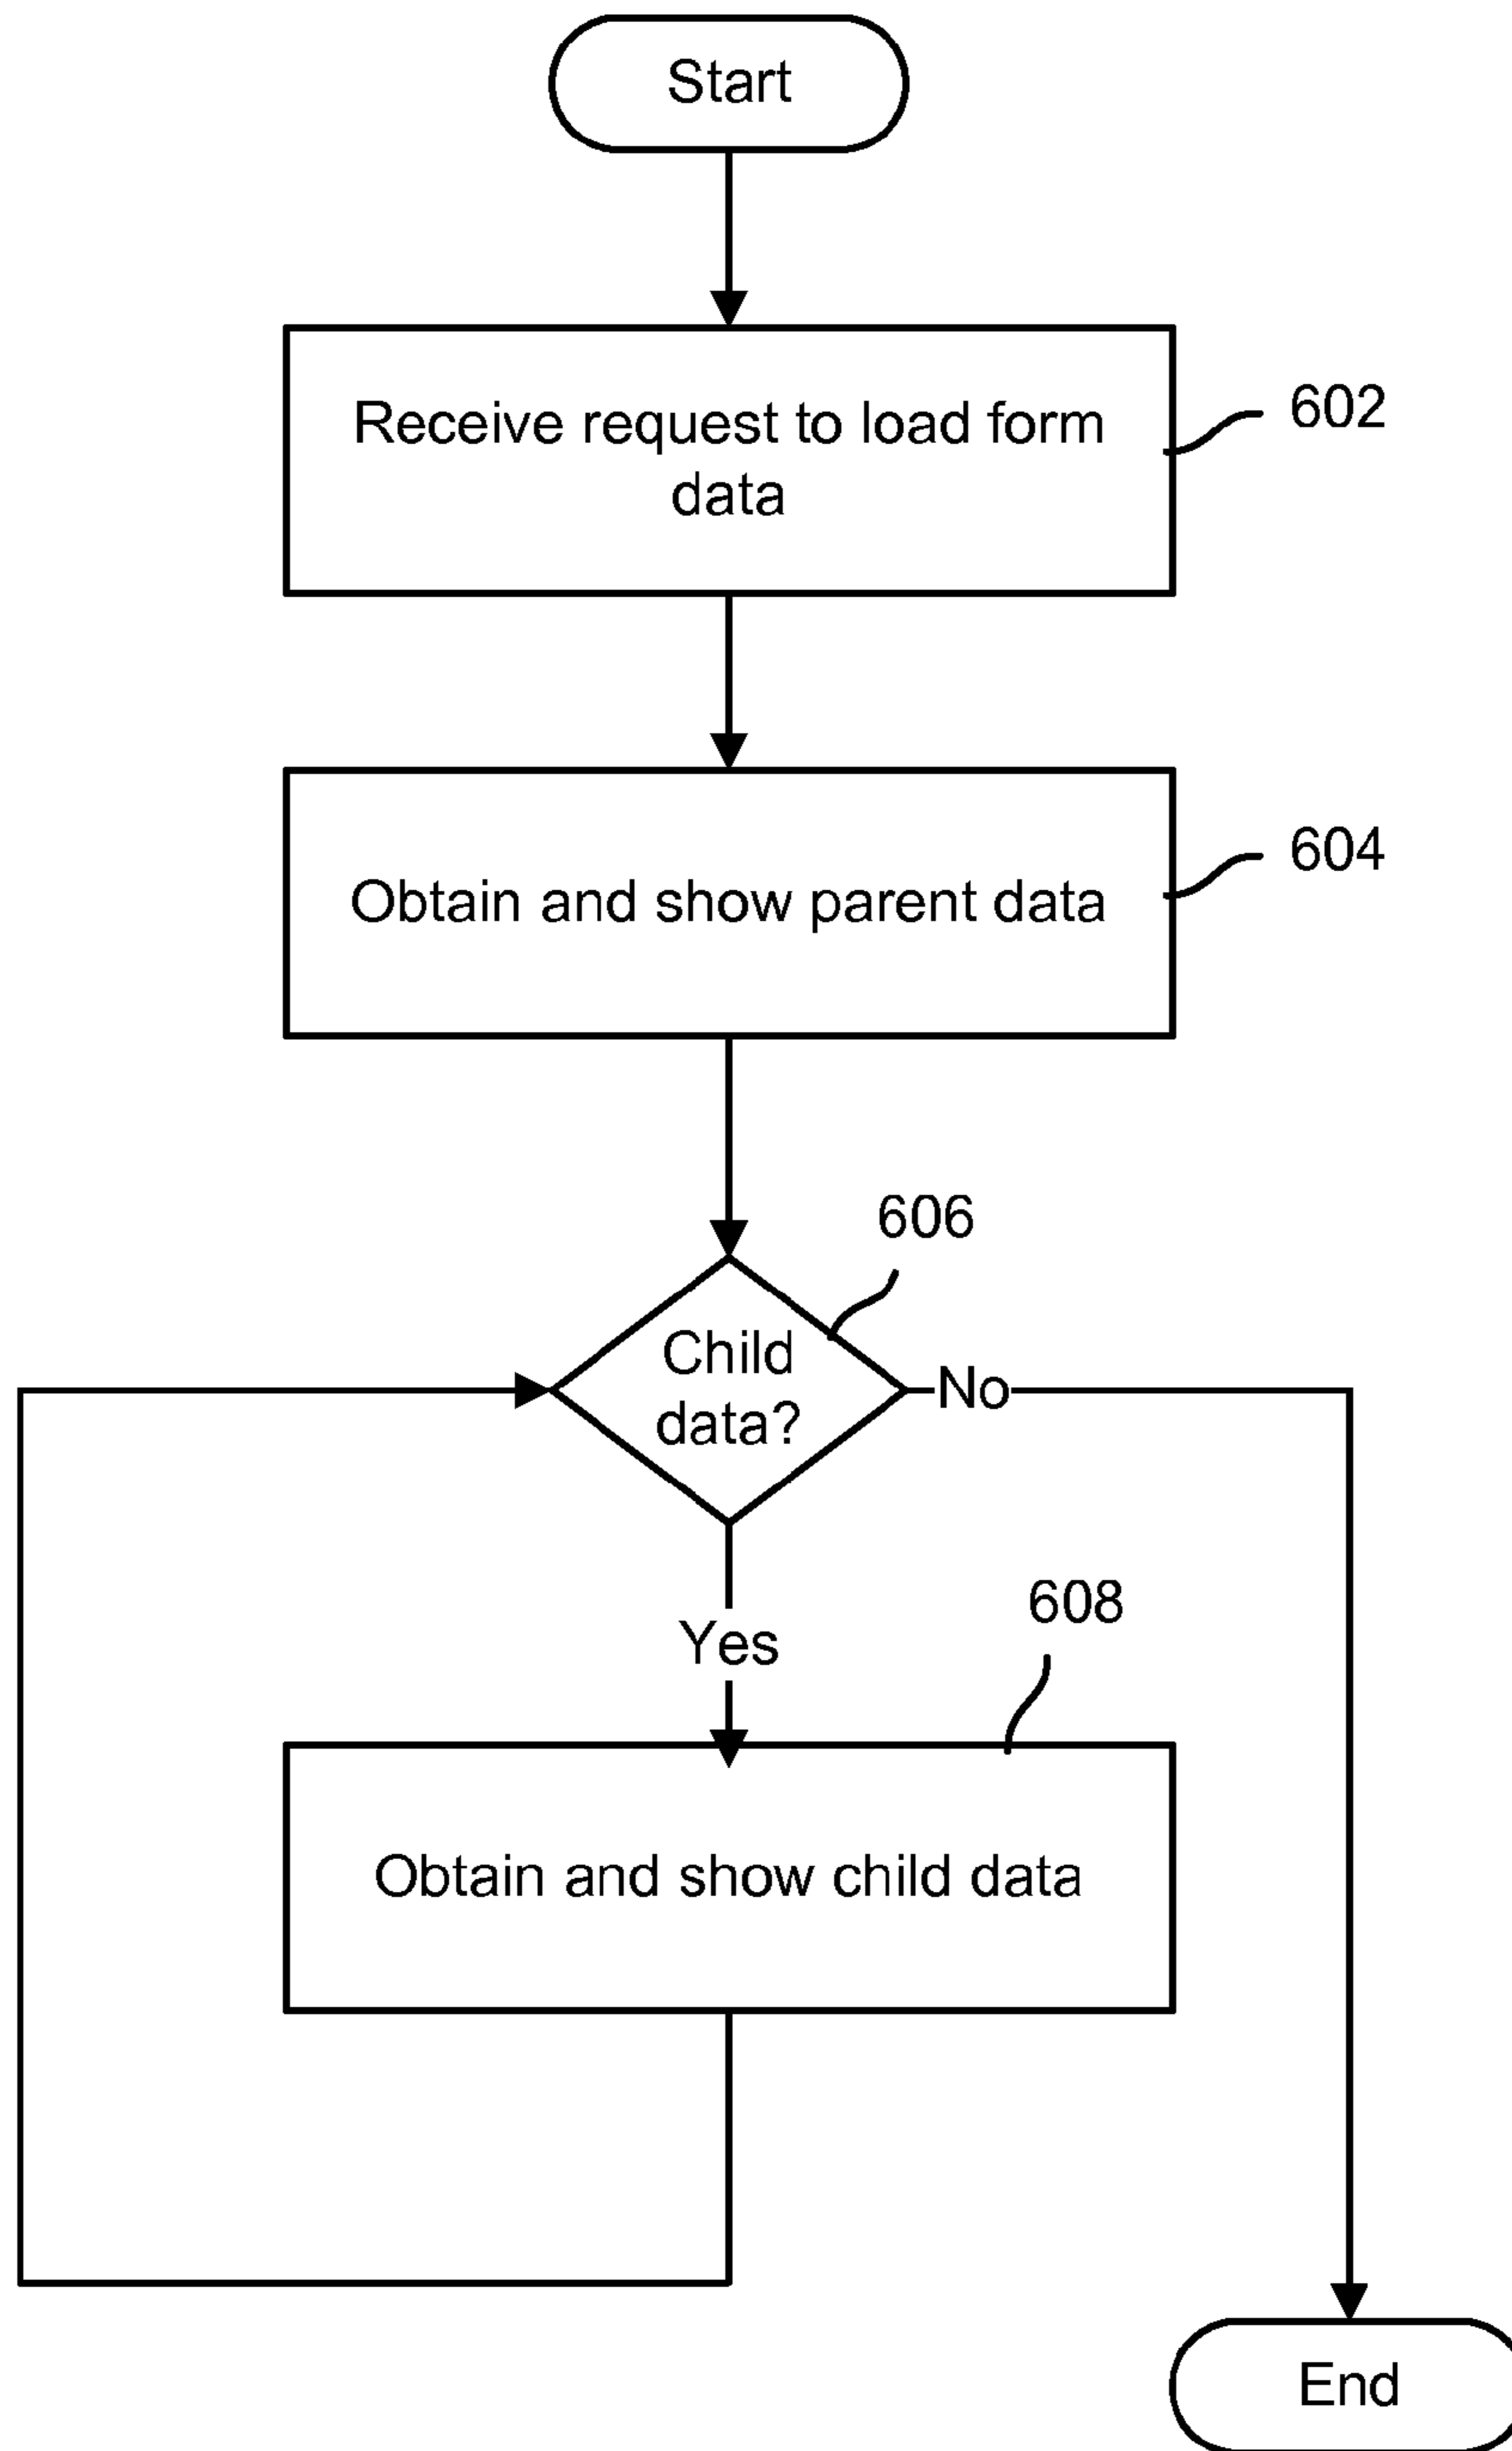 Start
Receive request to load form
data
602
Obtain and show parent data
604
606
Child
data?
No
Yes
608
Obtain and show child data
End